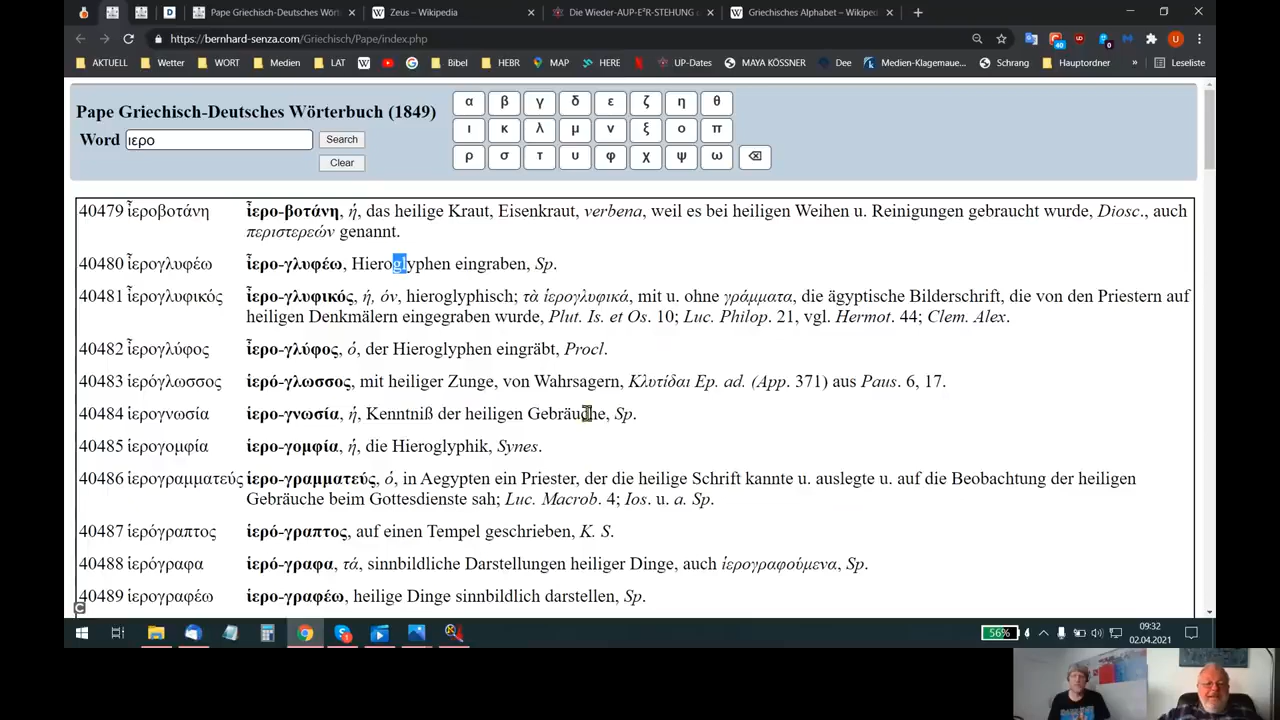 Pape Griechisch-Deutsches Wört
Zeus – Wikipedia
Die Wieder-AUP-E²R-STEHUNG
Griechisches Alphabet – Wikiped
https://bernhard-senza.com/Griechisch/Pape/index.php
AKTUELL Wetter WORT Medien LAT Bibel HEBR MAP HERE UP-Dates MAYA KÖSSNER Dee Medien-Klagemaue... Schrang Hauptordner » Leseliste
Pape Griechisch-Deutsches Wörterbuch (1849)
Word ιερο Search
Clear
α β γ δ ε ζ η θ
ι κ λ μ ν ξ ο π
ρ σ τ υ φ χ ψ ω
40479 ἱεροβοτάνη ἱερο-βοτάνη, ἡ, das heilige Kraut, Eisenkraut, verbena, weil es bei heiligen Weihen u. Reinigungen gebraucht wurde, Diosc., auch
περιστερεών genannt.
40480 ἱερογλυφέω ἱερο-γλυφέω, Hieroglyphen eingraben, Sp.
40481 ἱερογλυφικός ἱερο-γλυφικός, ή, όν, hieroglyphisch; τὰ ἱερογλυφικά, mit u. ohne γράμματα, die ägyptische Bilderschrift, die von den Priestern auf
heiligen Denkmälern eingegraben wurde, Plut. Is. et Os. 10; Luc. Philop. 21, vgl. Hermot. 44; Clem. Alex.
40482 ἱερογλύφος ἱερο-γλύφος, ὁ, der Hieroglyphen eingräbt, Procl.
40483 ἱερόγλωσσος ἱερό-γλωσσος, mit heiliger Zunge, von Wahrsagern, Κλυτίδαι Ep. ad. (App. 371) aus Paus. 6, 17.
40484 ἱερογνωσία ἱερο-γνωσία, ἡ, Kenntniß der heiligen Gebräuche, Sp.
40485 ἱερογομφία ἱερο-γομφία, ἡ, die Hieroglyphik, Synes.
40486 ἱερογραμματεύς ἱερο-γραμματεύς, ὁ, in Aegypten ein Priester, der die heilige Schrift kannte u. auslegte u. auf die Beobachtung der heiligen
Gebräuche beim Gottesdienste sah; Luc. Macrob. 4; Ios. u. a. Sp.
40487 ἱερόγραπτος ἱερό-γραπτος, auf einen Tempel geschrieben, K. S.
40488 ἱερόγραφα ἱερό-γραφα, τά, sinnbildliche Darstellungen heiliger Dinge, auch ἱερογραφούμενα, Sp.
40489 ἱερογραφέω ἱερο-γραφέω, heilige Dinge sinnbildlich darstellen, Sp.
56%
09:32
02.04.2021